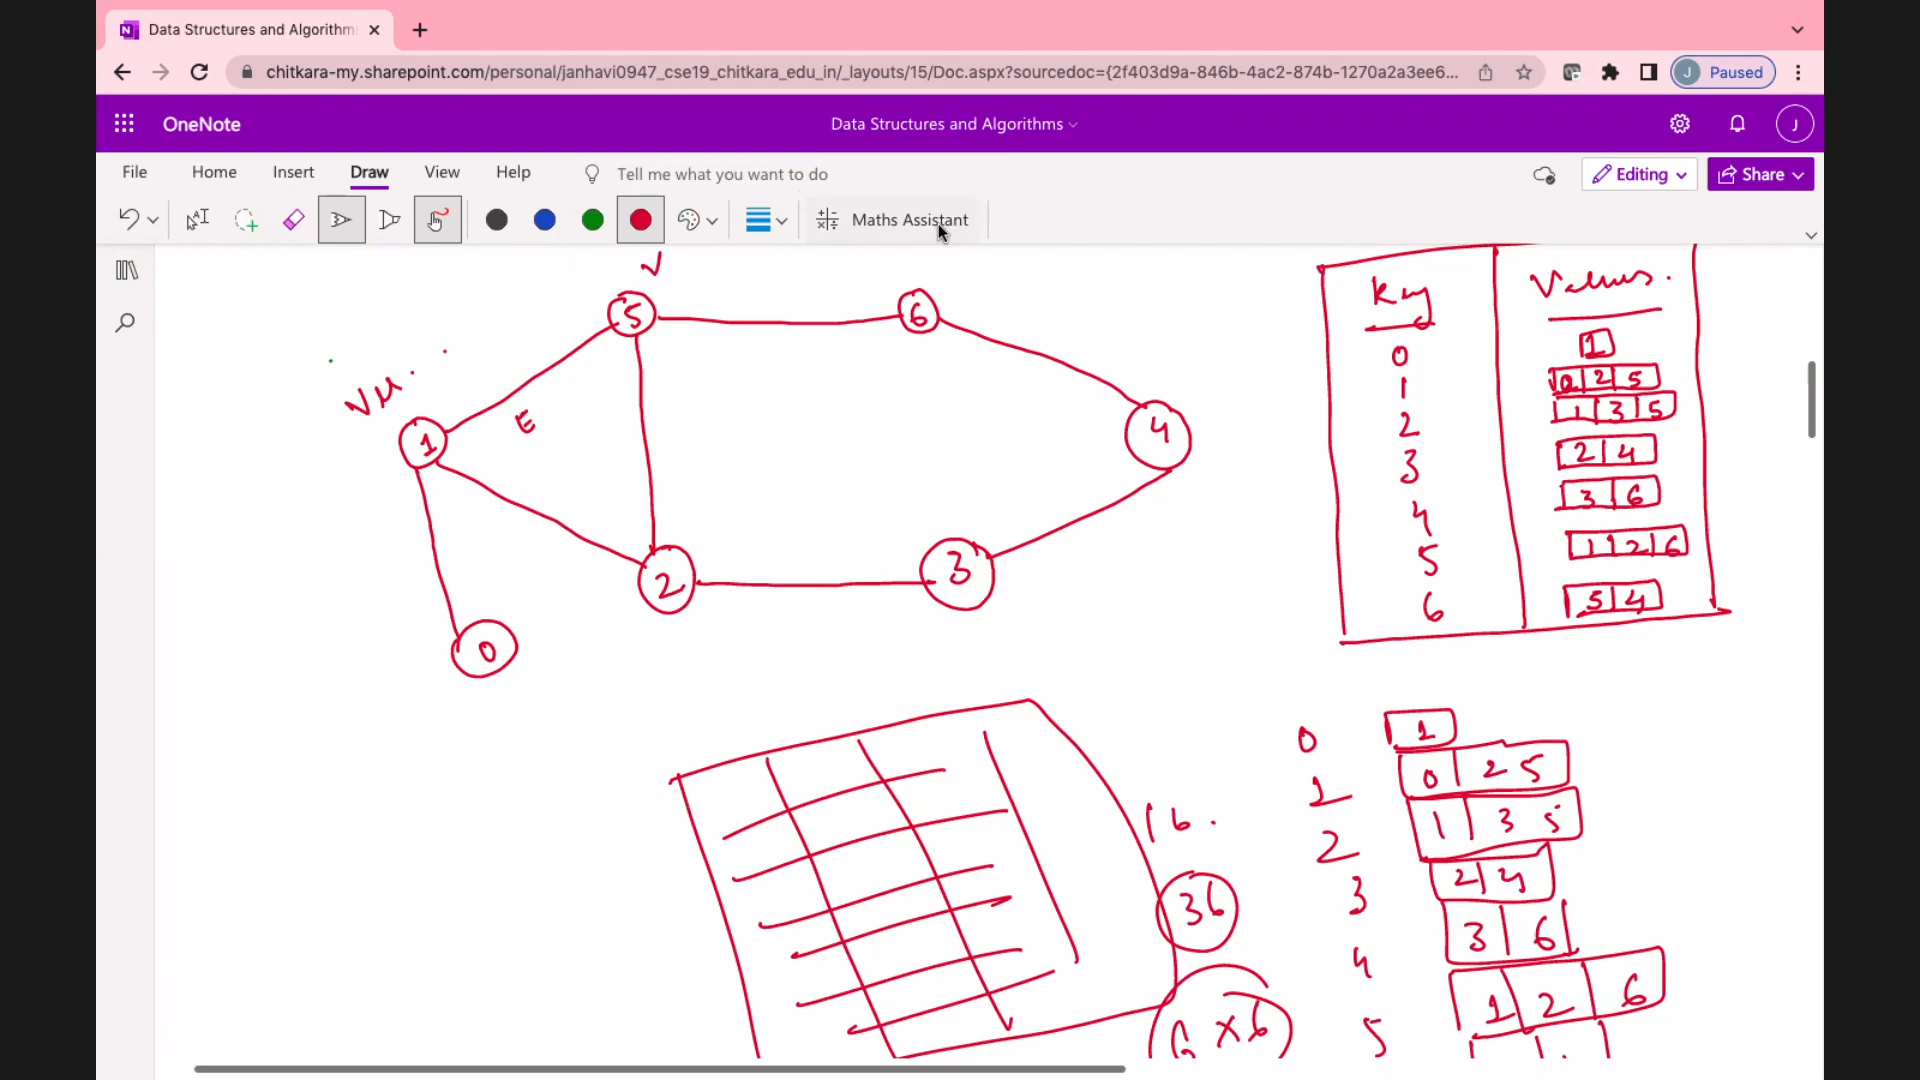 Data Structures and Algorithm
chitkara-my.sharepoint.com/personal/janhavi0947_cse19_chitkara_edu_in/_layouts/15/Doc.aspx?sourcedoc={2f403d9a-846b-4ac2-874b-1270a2a3ee6...
J Paused
OneNote
Data Structures and Algorithms
J
File Home Insert Draw View Help Tell me what you want to do
Editing Share
Maths Assistant
5
6
1
E
4
2
3
0
Key Values.
0 1
1 0 2 5
2 1 3 5
3 2 4
4 3 6
5 1 2 6
6 5 4
16.
36
6 x 6
0 1
1 0 2 5
2 1 3 5
3 2 4
4 3 6
5 1 2 6